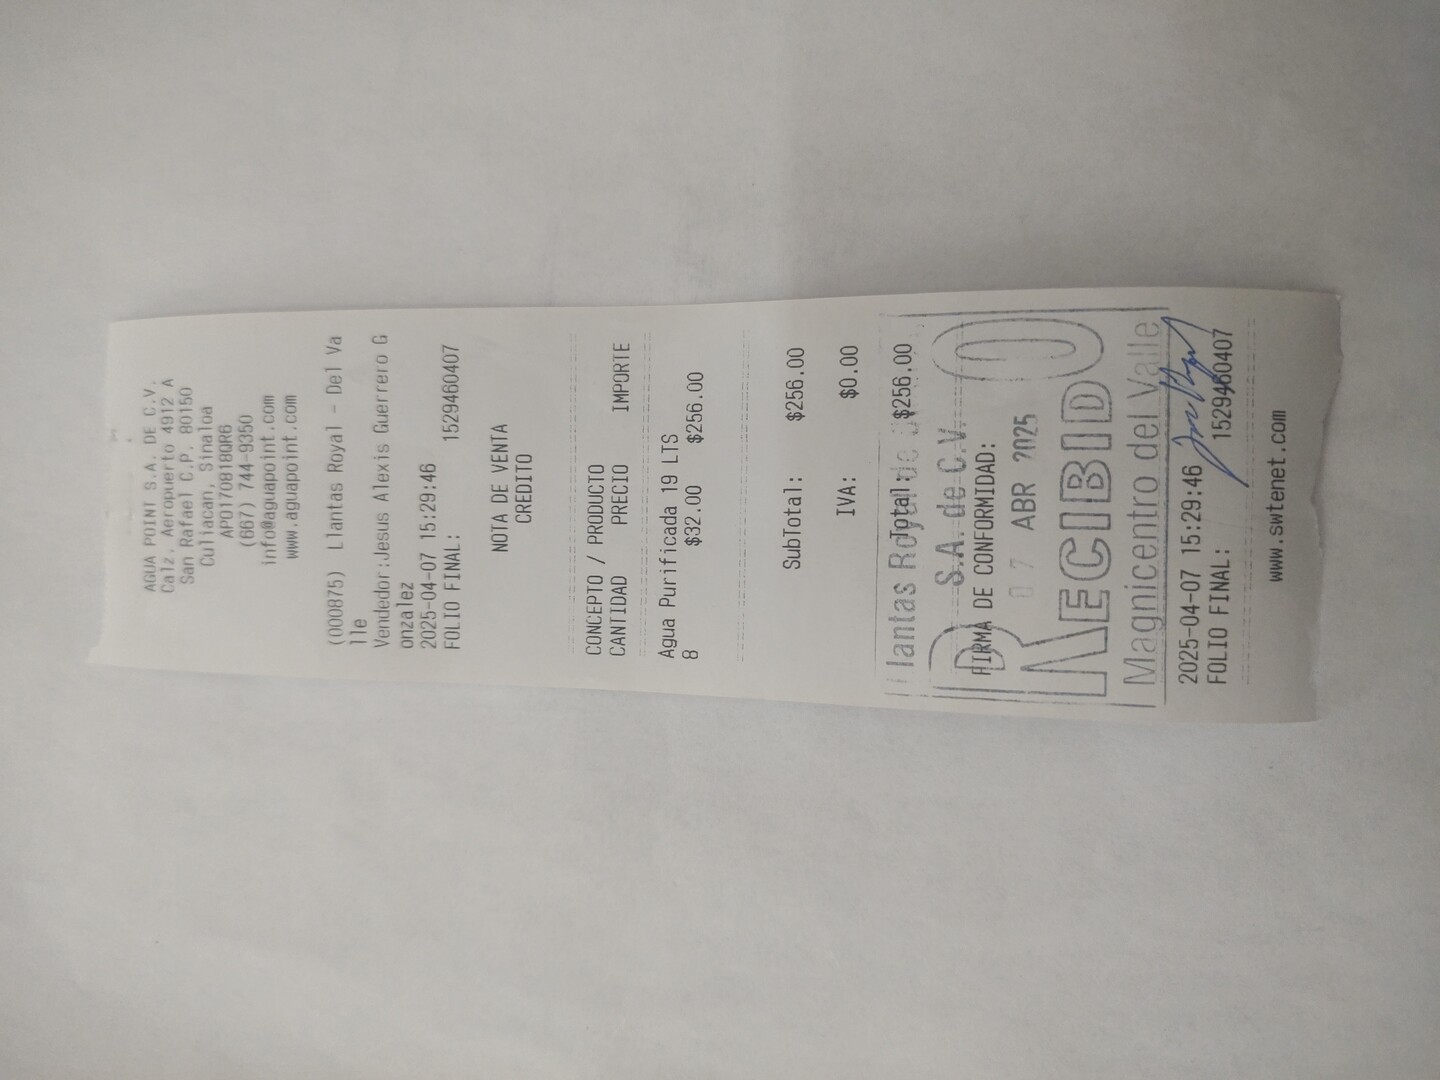 AGUA POINT S.A. DE C.V.
Calz. Aeropuerto 4912 A
San Rafael C.P. 80150
Culiacan, Sinaloa
APO170818QR6
(667) 744-9350
info@aguapoint.com
www.aguapoint.com
(000875) Llantas Royal - Del Va
lle
Vendedor:Jesus Alexis Guerrero G
onzalez
2025-04-07 15:29:46
FOLIO FINAL: 1529460407
NOTA DE VENTA
CREDITO
CONCEPTO / PRODUCTO
CANTIDAD PRECIO IMPORTE
Agua Purificada 19 LTS
8 $32.00 $256.00
SubTotal: $256.00
IVA: $0.00
Total: $256.00
Llantas Royal de
S.A. de C.V.
FIRMA DE CONFORMIDAD:
07 ABR 2025
RECIBIDO
Magnicentro del Valle
2025-04-07 15:29:46
FOLIO FINAL: 1529460407
www.swtenet.com